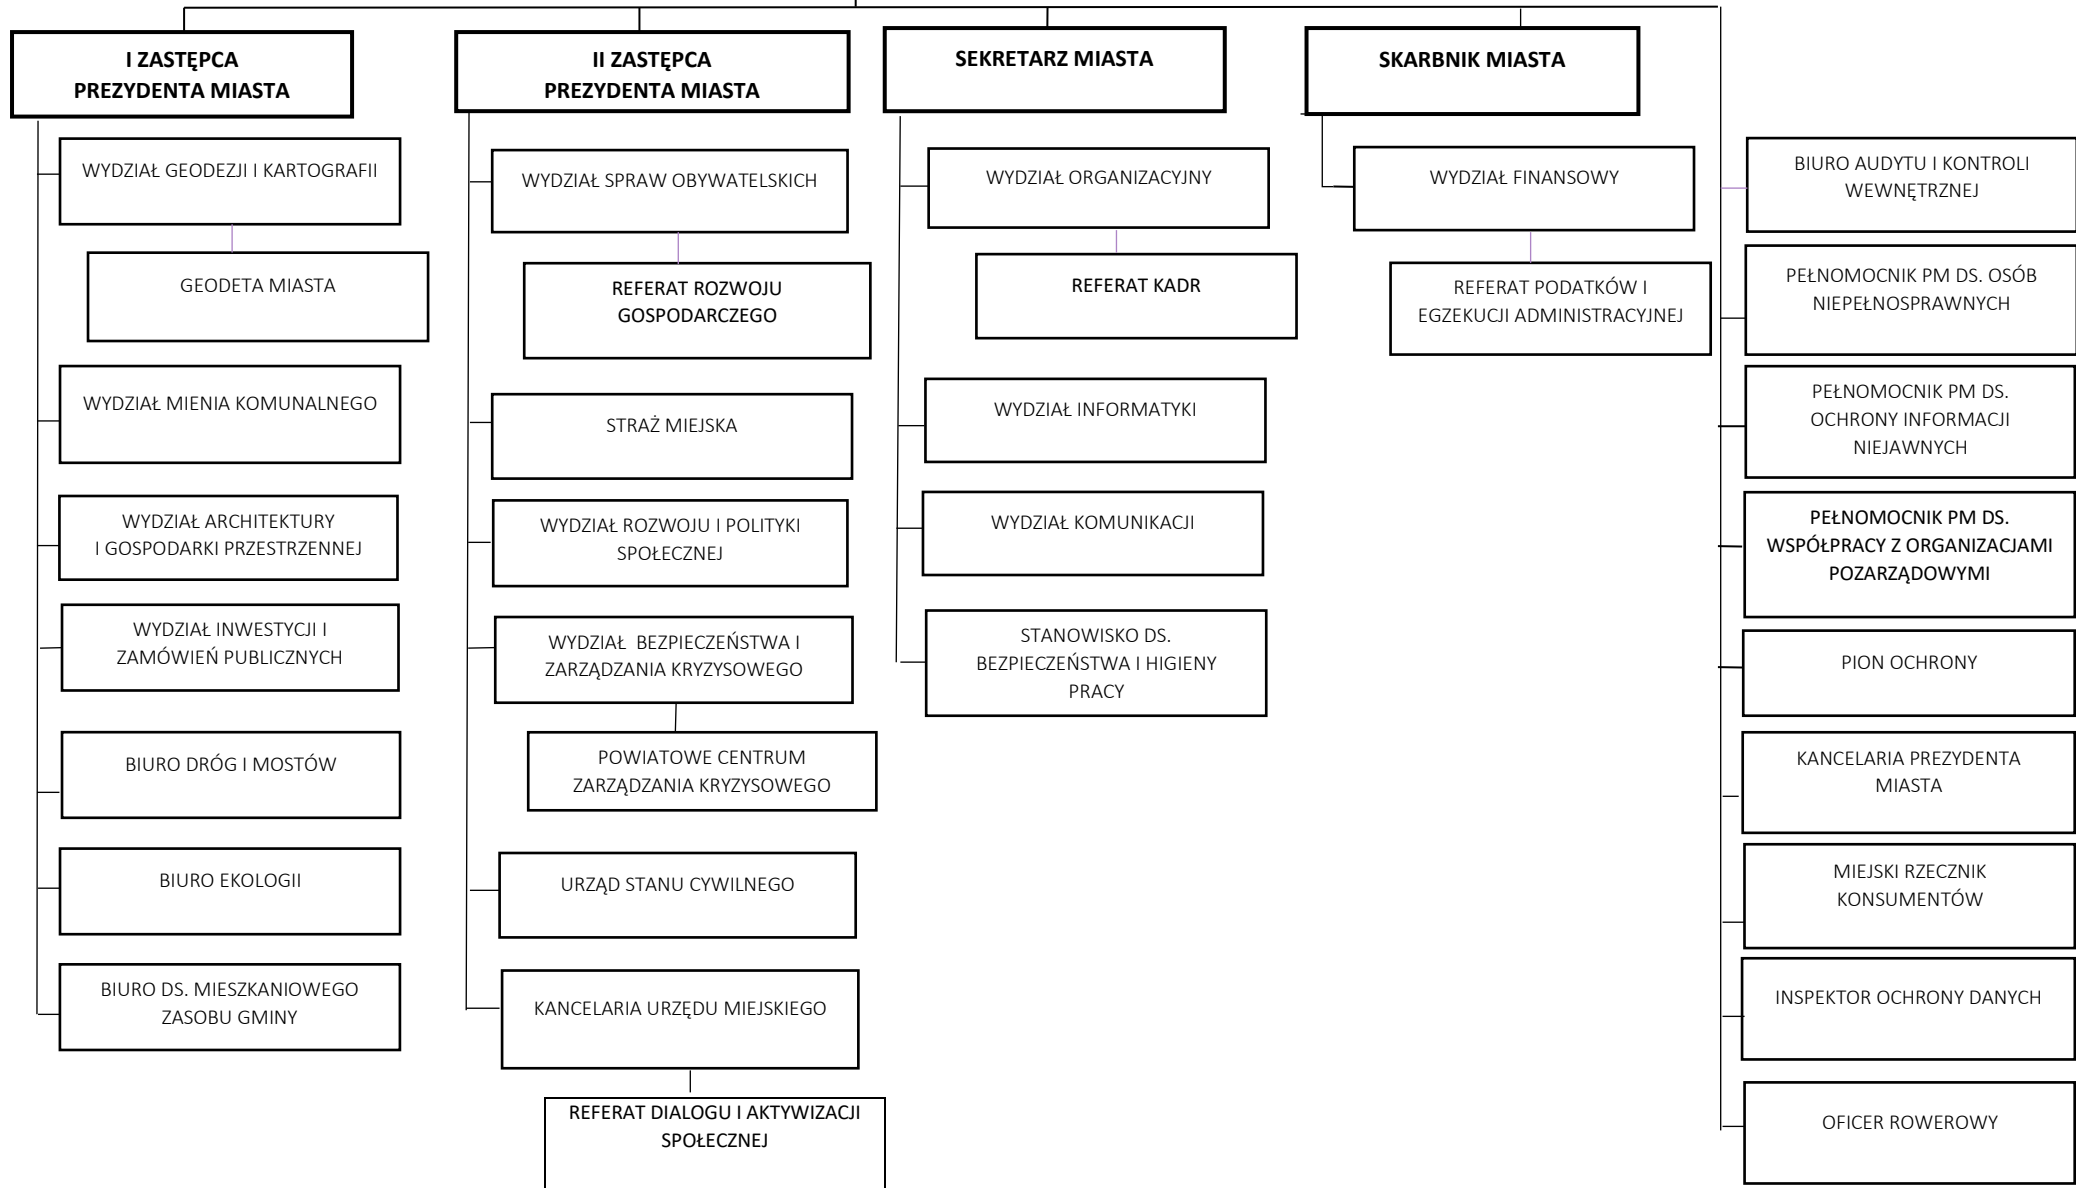 I ZASTĘPCA
PREZYDENTA MIASTA
WYDZIAŁ GEODEZJI I KARTOGRAFII
GEODETA MIASTA
WYDZIAŁ MIENIA KOMUNALNEGO
WYDZIAŁ ARCHITEKTURY
I GOSPODARKI PRZESTRZENNEJ
WYDZIAŁ INWESTYCJI I
ZAMÓWIEŃ PUBLICZNYCH
BIURO DRÓG I MOSTÓW
BIURO EKOLOGII
BIURO DS. MIESZKANIOWEGO
ZASOBU GMINY
II ZASTĘPCA
PREZYDENTA MIASTA
WYDZIAŁ SPRAW OBYWATELSKICH
REFERAT ROZWOJU
GOSPODARCZEGO
STRAŻ MIEJSKA
WYDZIAŁ ROZWOJU I POLITYKI
SPOŁECZNEJ
WYDZIAŁ BEZPIECZEŃSTWA I
ZARZĄDZANIA KRYZYSOWEGO
POWIATOWE CENTRUM
ZARZĄDZANIA KRYZYSOWEGO
URZĄD STANU CYWILNEGO
KANCELARIA URZĘDU MIEJSKIEGO
REFERAT DIALOGU I AKTYWIZACJI
SPOŁECZNEJ
SEKRETARZ MIASTA
WYDZIAŁ ORGANIZACYJNY
REFERAT KADR
WYDZIAŁ INFORMATYKI
WYDZIAŁ KOMUNIKACJI
STANOWISKO DS.
BEZPIECZEŃSTWA I HIGIENY
PRACY
SKARBNIK MIASTA
WYDZIAŁ FINANSOWY
REFERAT PODATKÓW I
EGZEKUCJI ADMINISTRACYJNEJ
BIURO AUDYTU I KONTROLI
WEWNĘTRZNEJ
PEŁNOMOCNIK PM DS. OSÓB
NIEPEŁNOSPRAWNYCH
PEŁNOMOCNIK PM DS.
OCHRONY INFORMACJI
NIEJAWNYCH
PEŁNOMOCNIK PM DS.
WSPÓŁPRACY Z ORGANIZACJAMI
POZARZĄDOWYMI
PION OCHRONY
KANCELARIA PREZYDENTA
MIASTA
MIEJSKI RZECZNIK
KONSUMENTÓW
INSPEKTOR OCHRONY DANYCH
OFICER ROWEROWY